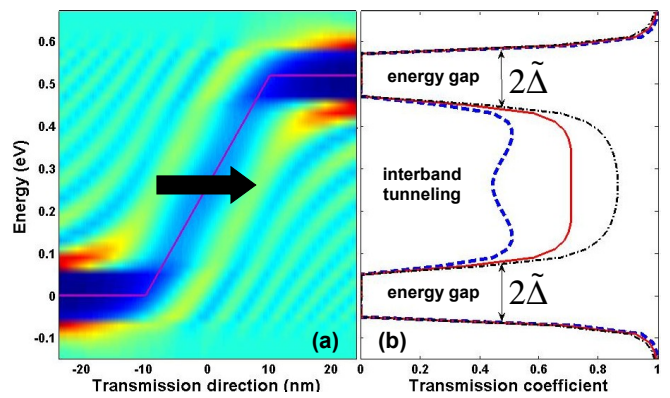 0.6
0.5
0.4
0.3
0.2
0.1
0
-0.1
Energy (eV)
-20
-10
0
10
20
Transmission direction (nm)
(a)
energy gap
2Δ̃
interband
tunneling
energy gap
2Δ̃
(b)
0
0.2
0.4
0.6
0.8
1
Transmission coefficient